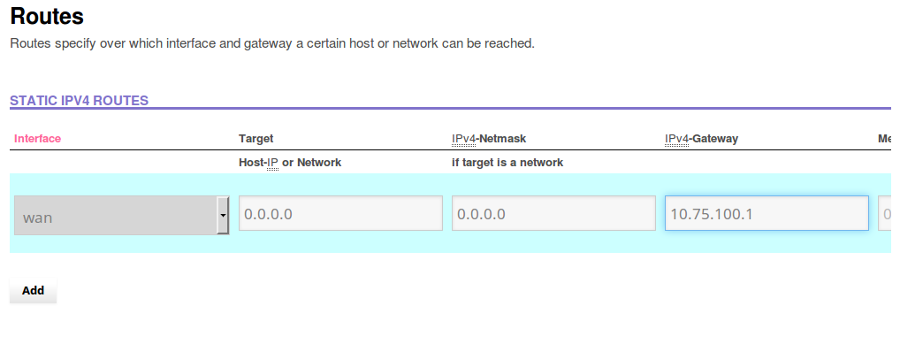 Routes
Routes specify over which interface and gateway a certain host or network can be reached.
STATIC IPV4 ROUTES
Interface Target IPv4-Netmask IPv4-Gateway Me
Host-IP or Network if target is a network
wan 0.0.0.0 0.0.0.0 10.75.100.1 0
Add